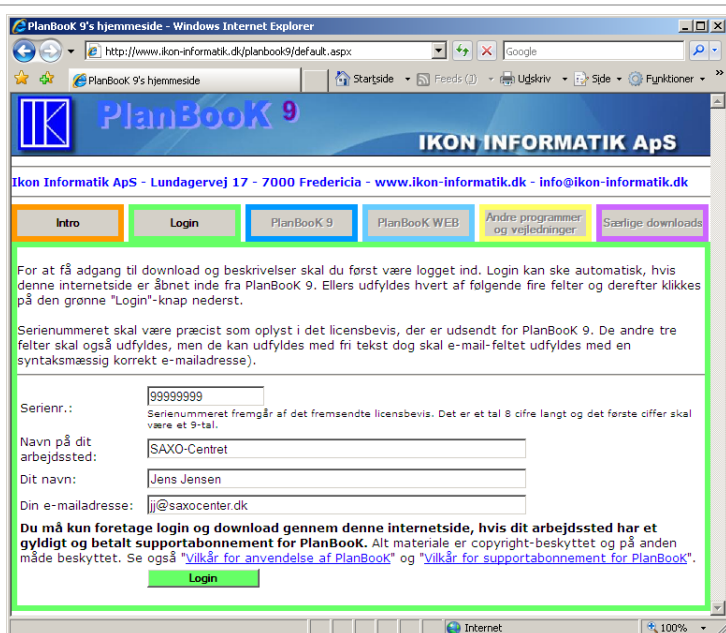 PlanBooK 9's hjemmeside - Windows Internet Explorer
http://www.ikon-informatik.dk/planbook9/default.aspx
Google
PlanBooK 9's hjemmeside
Startside
Feeds (J)
Udskriv
Side
Funktioner
»
IK
PlanBooK 9
IKON INFORMATIK ApS
Ikon Informatik ApS - Lundagervej 17 - 7000 Fredericia - www.ikon-informatik.dk - info@ikon-informatik.dk
Intro
Login
PlanBooK 9
PlanBooK WEB
Andre programmer
og vejledninger
Særlige downloads
For at få adgang til download og beskrivelser skal du først være logget ind. Login kan ske automatisk, hvis
denne internetside er åbnet inde fra PlanBooK 9. Ellers udfyldes hvert af følgende fire felter og derefter klikkes
på den grønne "Login"-knap nederst.
Serienummeret skal være præcist som oplyst i det licensbevis, der er udsendt for PlanBooK 9. De andre tre
felter skal også udfyldes, men de kan udfyldes med fri tekst dog skal e-mail-feltet udfyldes med en
syntaksmæssig korrekt e-mailadresse).
Serienr.:
99999999
Serienummeret fremgår af det fremsendte licensbevis. Det er et tal 8 cifre langt og det første ciffer skal
være et 9-tal.
Navn på dit
arbejdssted:
SAXO-Centret
Dit navn:
Jens Jensen
Din e-mailadresse:
jj@saxocenter.dk
Du må kun foretage login og download gennem denne internetside, hvis dit arbejdssted har et
gyldigt og betalt supportabonnement for PlanBooK. Alt materiale er copyright-beskyttet og på anden
måde beskyttet. Se også "Vilkår for anvendelse af PlanBooK" og "Vilkår for supportabonnement for PlanBooK".
Login
Internet
100%